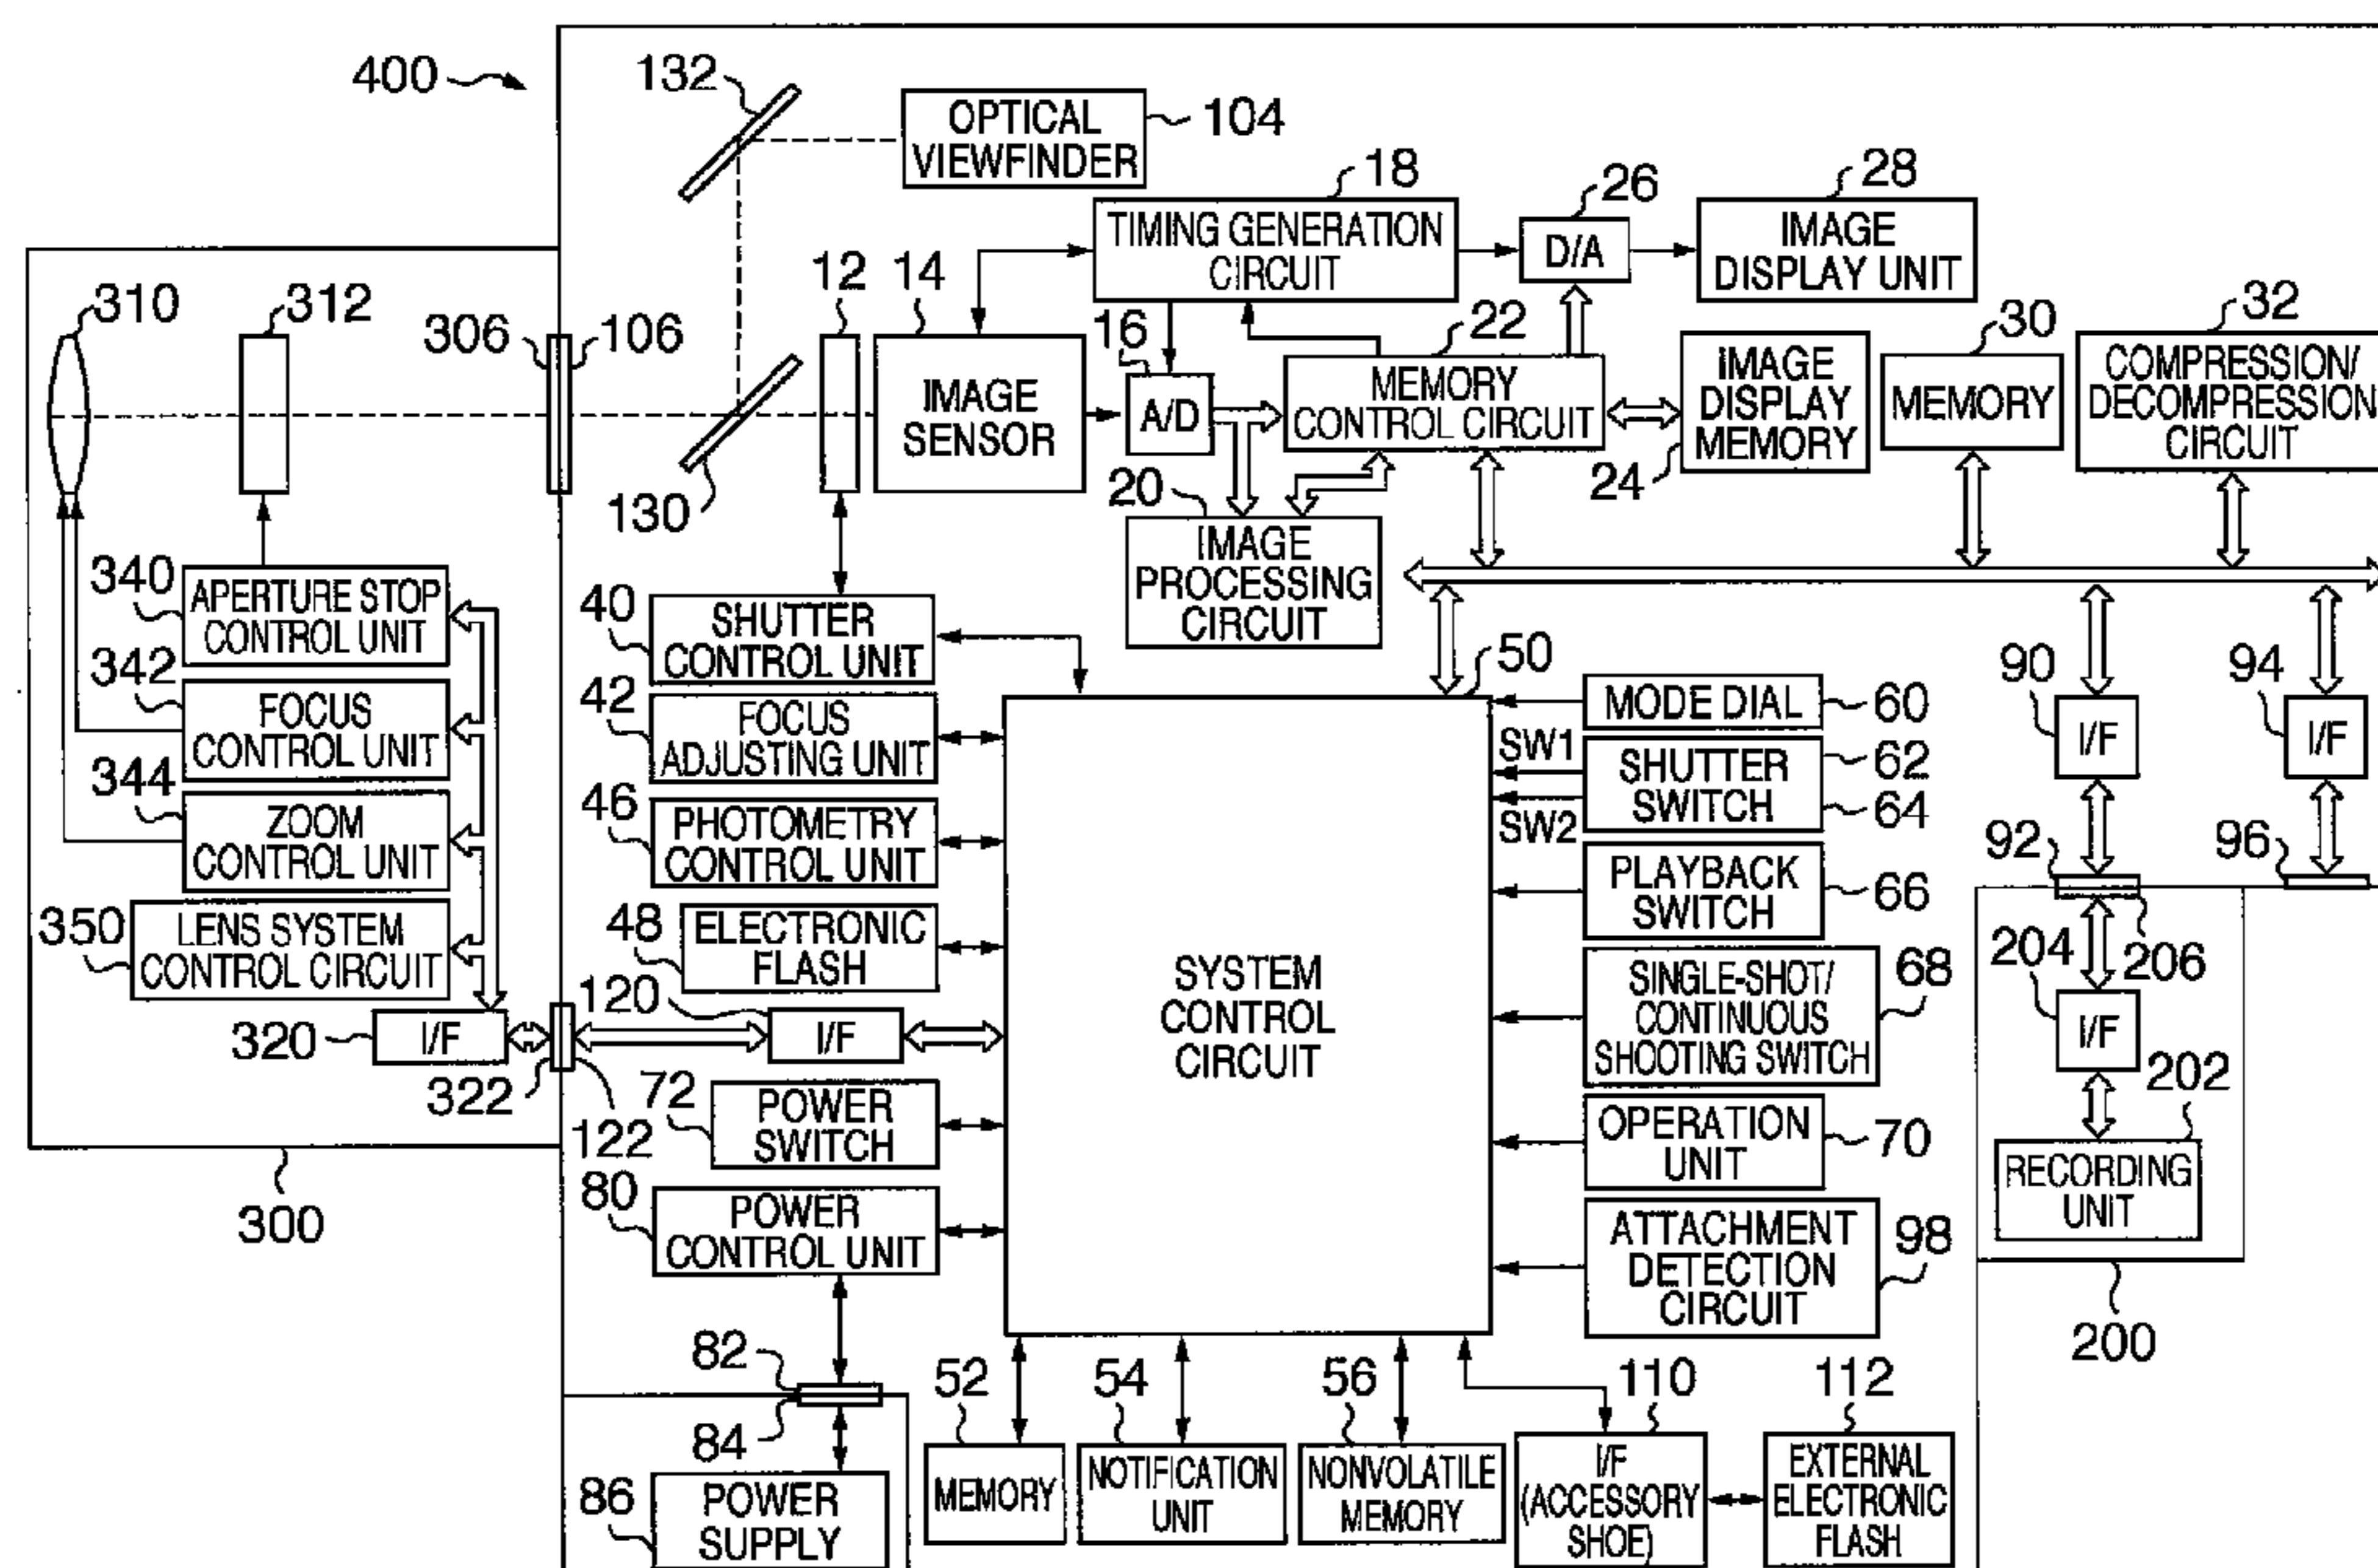 400
132
OPTICAL
VIEWFINDER
104
18
26
28
TIMING GENERATION
CIRCUIT
D/A
IMAGE
DISPLAY UNIT
310
312
306
106
12
14
16
22
30
32
IMAGE
SENSOR
A/D
MEMORY
CONTROL CIRCUIT
IMAGE
DISPLAY
MEMORY
24
MEMORY
COMPRESSION/
DECOMPRESSION
CIRCUIT
130
20
IMAGE
PROCESSING
CIRCUIT
340
APERTURE STOP
CONTROL UNIT
342
FOCUS
CONTROL UNIT
344
ZOOM
CONTROL UNIT
350
LENS SYSTEM
CONTROL CIRCUIT
320
I/F
322
122
300
40
SHUTTER
CONTROL UNIT
42
FOCUS
ADJUSTING UNIT
46
PHOTOMETRY
CONTROL UNIT
48
ELECTRONIC
FLASH
120
I/F
72
POWER
SWITCH
80
POWER
CONTROL UNIT
82
84
86
POWER
SUPPLY
50
SYSTEM
CONTROL
CIRCUIT
MODE DIAL
60
SW1
SW2
SHUTTER
SWITCH
62
64
PLAYBACK
SWITCH
66
SINGLE-SHOT/
CONTINUOUS
SHOOTING SWITCH
68
OPERATION
UNIT
70
ATTACHMENT
DETECTION
CIRCUIT
98
90
I/F
94
I/F
92
96
204
206
I/F
202
RECORDING
UNIT
200
52
MEMORY
54
NOTIFICATION
UNIT
56
NONVOLATILE
MEMORY
110
I/F
(ACCESSORY
SHOE)
112
EXTERNAL
ELECTRONIC
FLASH